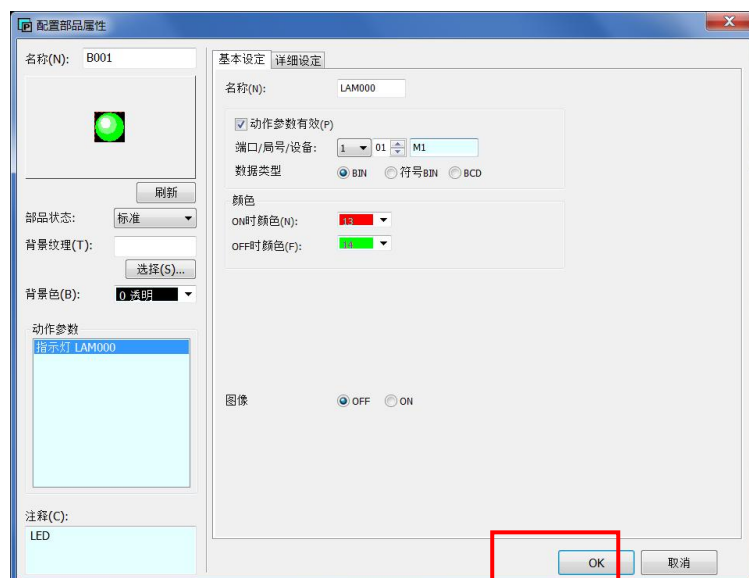 配置部品属性
名称(N): B001
刷新
部品状态: 标准
背景纹理(T):
选择(S)...
背景色(B): 0 透明
动作参数
指示灯 LAM000
注释(C):
LED
基本设定 详细设定
名称(N): LAM000
动作参数有效(P)
端口/局号/设备: 1 01 M1
数据类型 BIN 符号BIN BCD
颜色
ON时颜色(N): 13
OFF时颜色(F):
图像 OFF ON
OK 取消